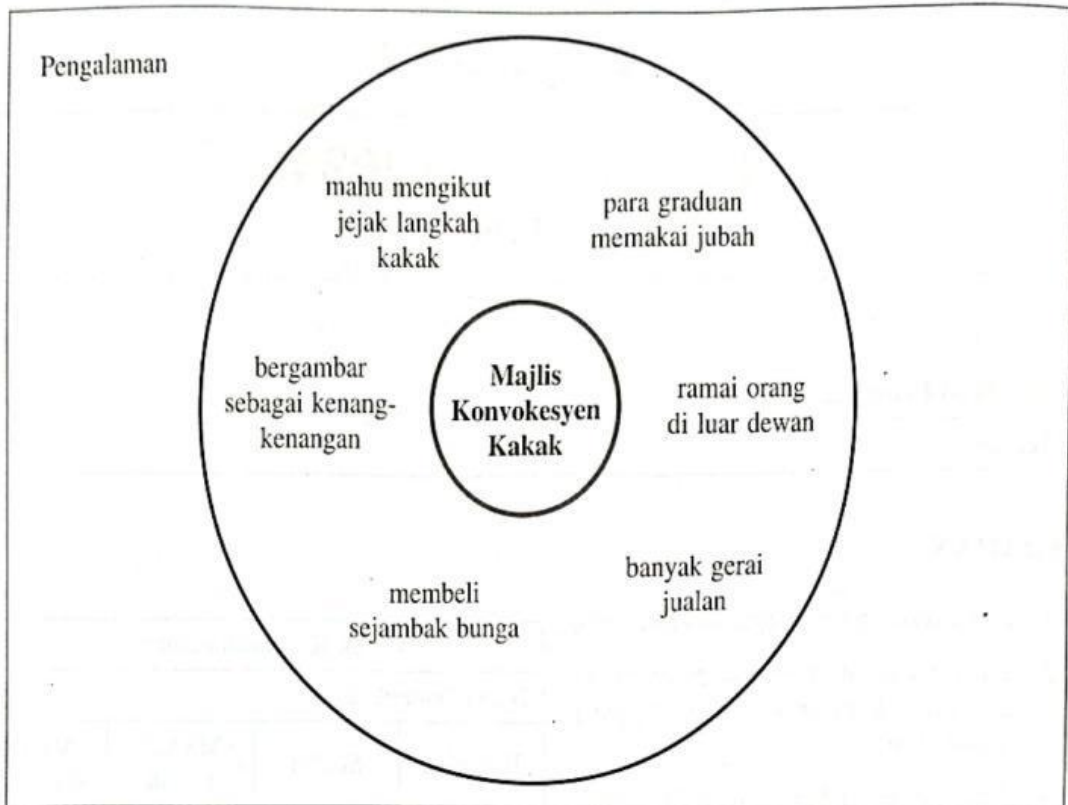 Pengalaman
mahu mengikut
jejak langkah
kakak
para graduan
memakai jubah
bergambar
sebagai kenang-
kenangan
Majlis
Konvokesyen
Kakak
ramai orang
di luar dewan
membeli
sejambak bunga
banyak gerai
jualan